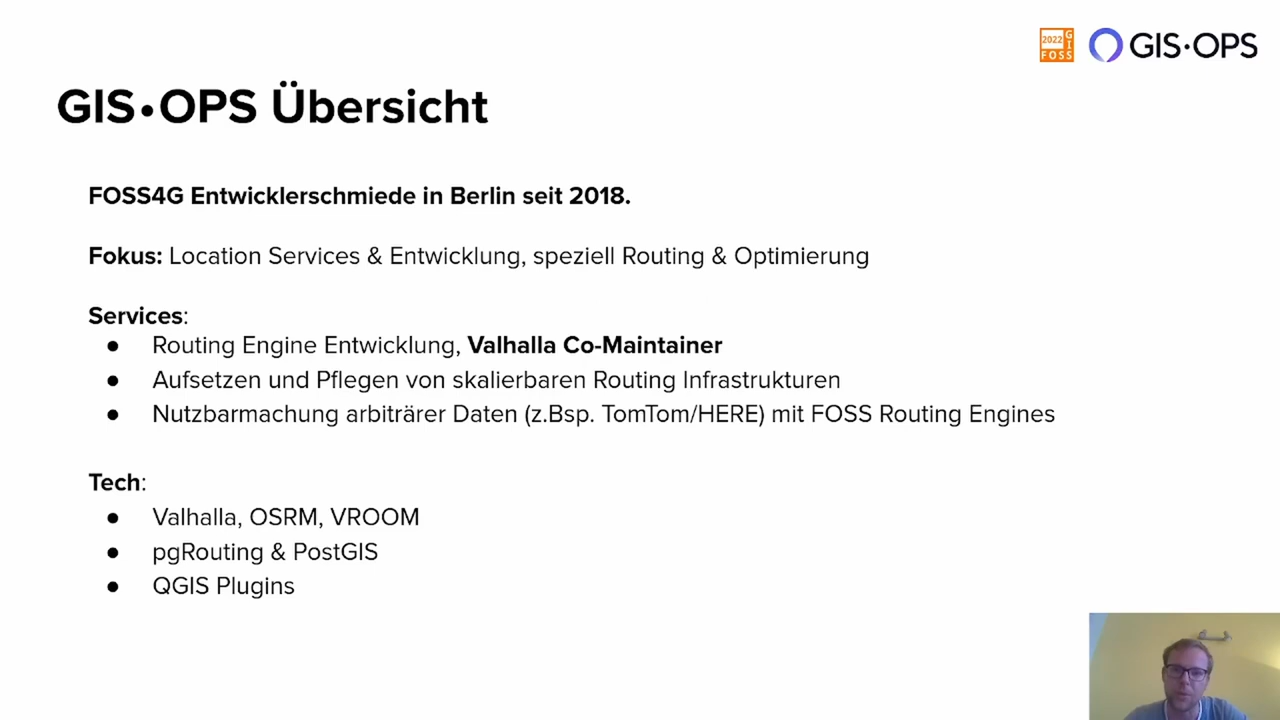 2022 GI
FOSS
GIS·OPS
GIS•OPS Übersicht
FOSS4G Entwicklerschmiede in Berlin seit 2018.
Fokus: Location Services & Entwicklung, speziell Routing & Optimierung
Services:
● Routing Engine Entwicklung, Valhalla Co-Maintainer
● Aufsetzen und Pflegen von skalierbaren Routing Infrastrukturen
● Nutzbarmachung arbiträrer Daten (z.Bsp. TomTom/HERE) mit FOSS Routing Engines
Tech:
● Valhalla, OSRM, VROOM
● pgRouting & PostGIS
● QGIS Plugins